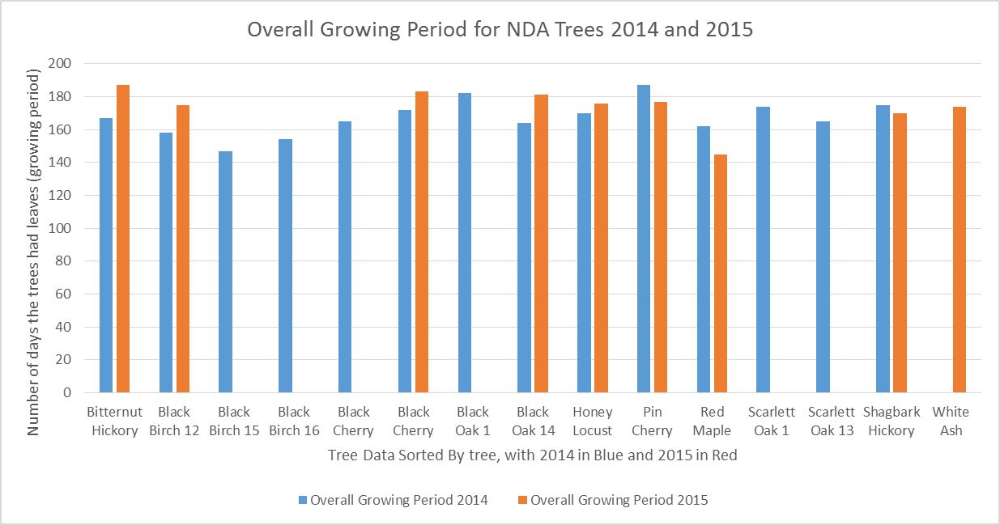 Overall Growing Period for NDA Trees 2014 and 2015
Number of days the trees had leaves (growing period)
200
180
160
140
120
100
80
60
40
20
0
Bitternut Hickory
Black Birch 12
Black Birch 15
Black Birch 16
Black Cherry
Black Cherry
Black Oak 1
Black Oak 14
Honey Locust
Pin Cherry
Red Maple
Scarlett Oak 1
Scarlett Oak 13
Shagbark Hickory
White Ash
Tree Data Sorted By tree, with 2014 in Blue and 2015 in Red
Overall Growing Period 2014
Overall Growing Period 2015